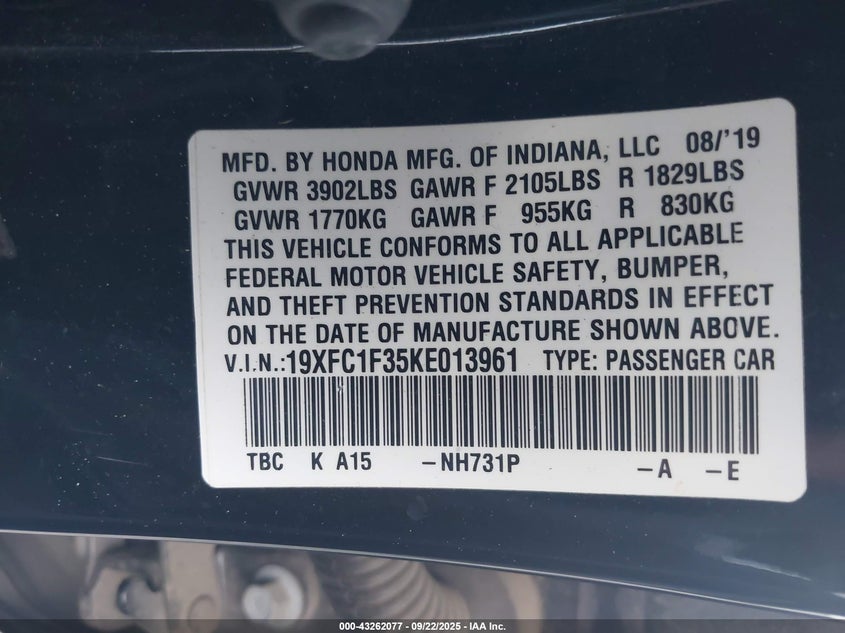 MFD. BY HONDA MFG. OF INDIANA, LLC 08/'19
GVWR 3902LBS GAWR F 2105LBS R 1829LBS
GVWR 1770KG GAWR F 955KG R 830KG
THIS VEHICLE CONFORMS TO ALL APPLICABLE
FEDERAL MOTOR VEHICLE SAFETY, BUMPER,
AND THEFT PREVENTION STANDARDS IN EFFECT
ON THE DATE OF MANUFACTURE SHOWN ABOVE.
V.I.N.:19XFC1F35KE013961 TYPE: PASSENGER CAR
TBC K A15 –NH731P –A –E
000-43262077 - 09/22/2025 - IAA Inc.